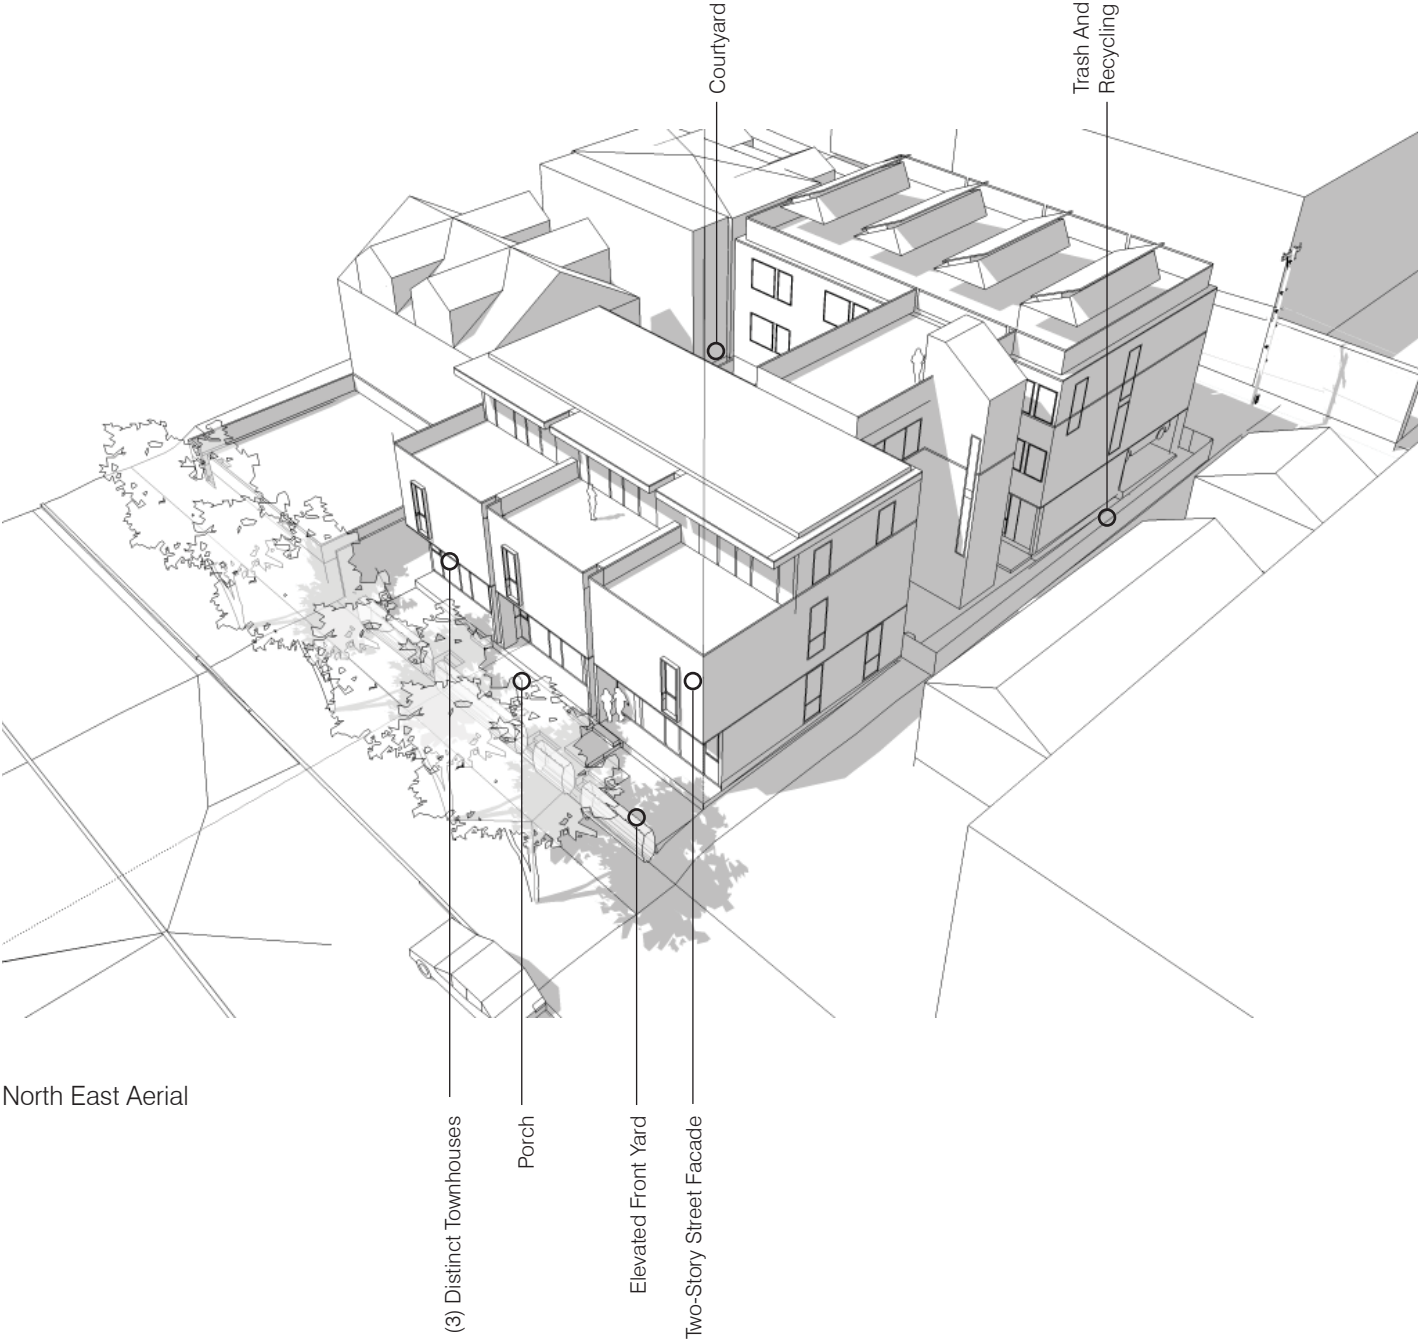 Courtyard
Trash And
Recycling
North East Aerial
(3) Distinct Townhouses
Porch
Elevated Front Yard
Two-Story Street Facade